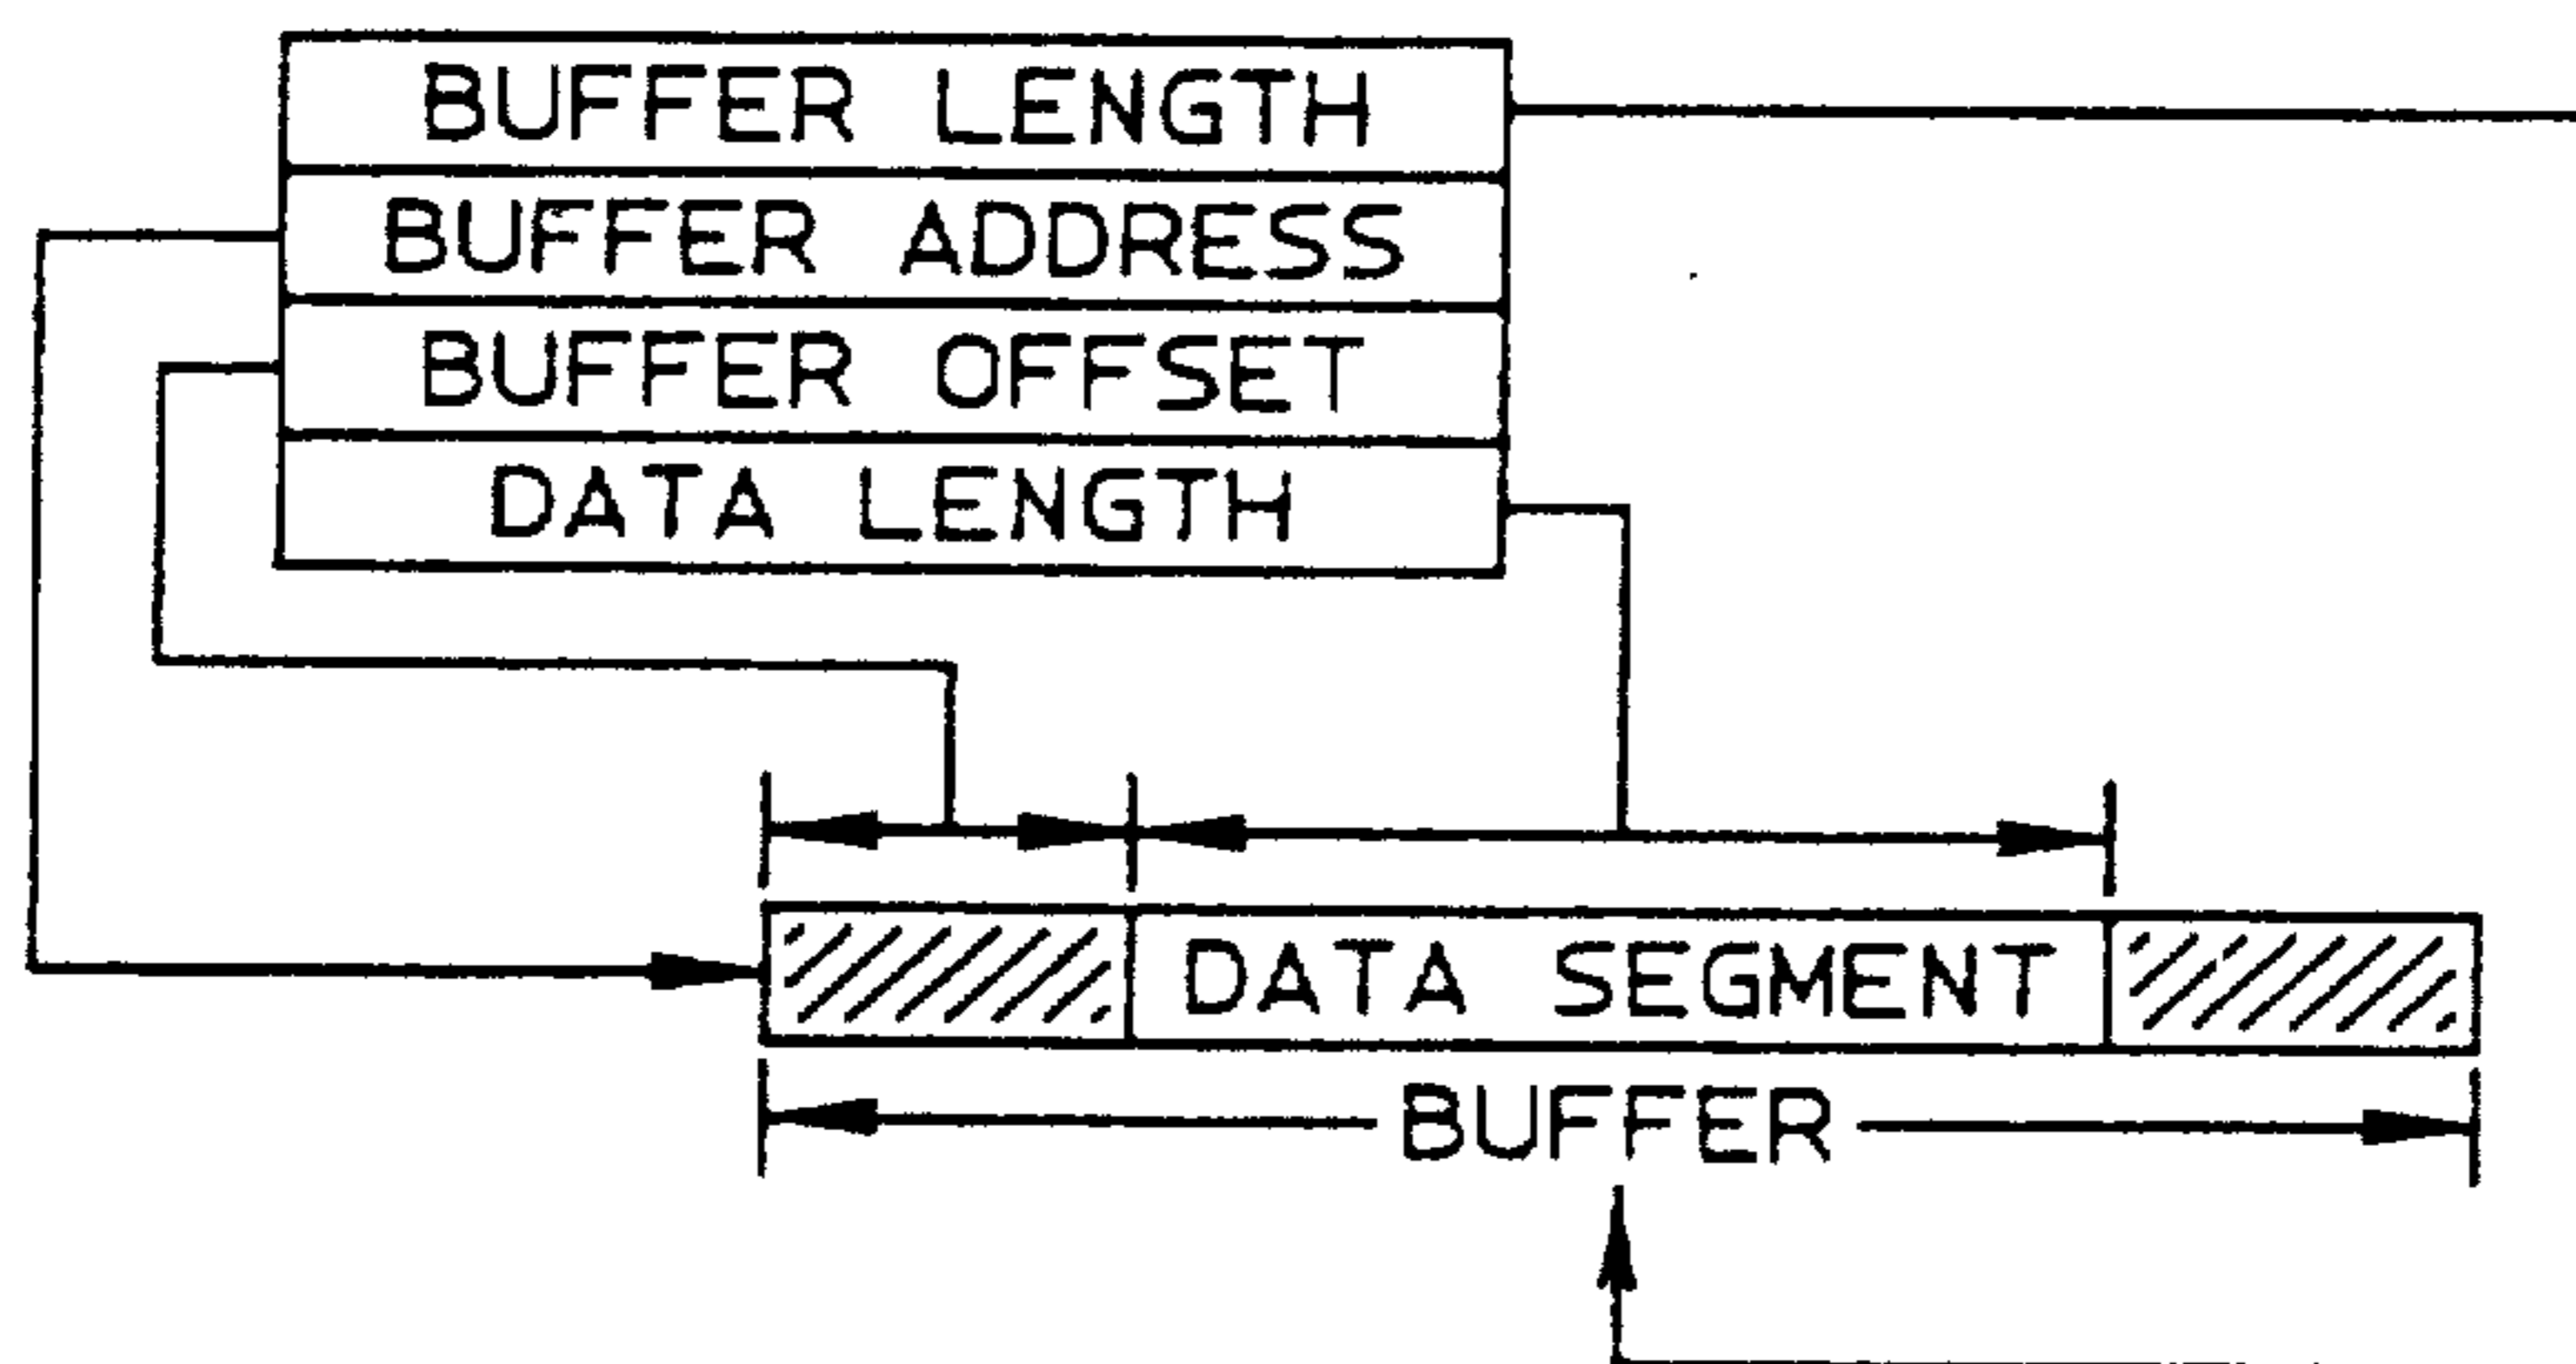 BUFFER LENGTH
BUFFER ADDRESS
BUFFER OFFSET
DATA LENGTH
DATA SEGMENT
BUFFER